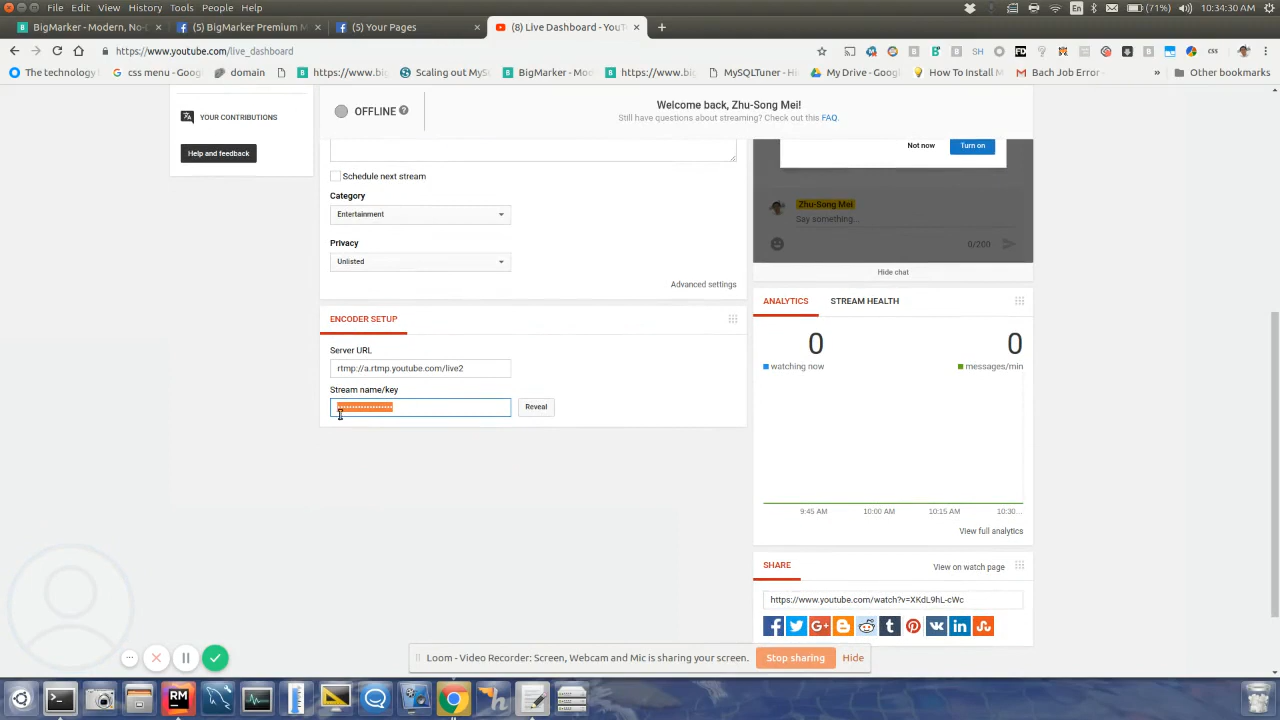 File Edit View History Bookmarks Tools People Help
En (71%) 10:34:30 AM
BigMarker - Modern, No-D
(5) BigMarker Premium M
(5) Your Pages
(8) Live Dashboard - YouT
https://www.youtube.com/live_dashboard
The technology
css menu - Goog
domain
https://www.big
Scaling out MyS
BigMarker - Mod
https://www.big
MySQLTuner - Hi
My Drive - Goog
How To Install M
Bach Job Error -
Other bookmarks
YOUR CONTRIBUTIONS
Help and feedback
OFFLINE
Welcome back, Zhu-Song Mei!
Still have questions about streaming? Check out this FAQ.
Not now
Turn on
Schedule next stream
Category
Entertainment
Privacy
Unlisted
Advanced settings
Zhu-Song Mei
Say something...
0/200
Hide chat
ENCODER SETUP
Server URL
rtmp://a.rtmp.youtube.com/live2
Stream name/key
Reveal
ANALYTICS
STREAM HEALTH
0
watching now
0
messages/min
9:45 AM
10:00 AM
10:15 AM
10:30...
View full analytics
SHARE
View on watch page
https://www.youtube.com/watch?v=XKdL9hL-cWc
Loom - Video Recorder: Screen, Webcam and Mic is sharing your screen.
Stop sharing
Hide